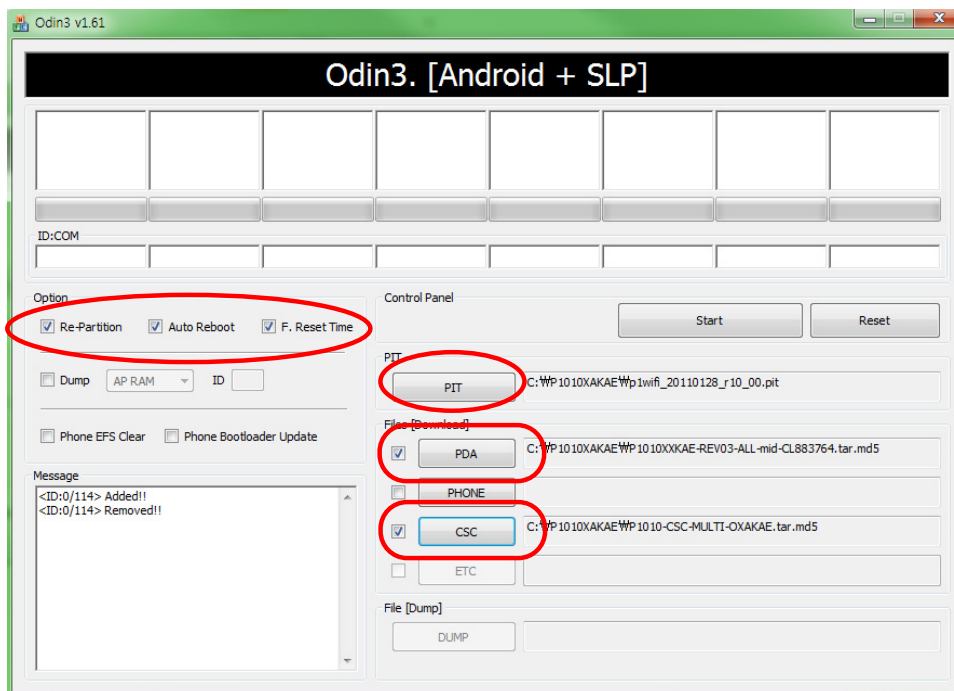 Odin3 v1.61
Odin3. [Android + SLP]
ID:COM
Option
Re-Partition Auto Reboot F. Reset Time
Dump AP RAM ID
Phone EFS Clear Phone Bootloader Update
Message
<ID:0/114> Added!!
<ID:0/114> Removed!!
Control Panel
Start Reset
PIT
PIT C:₩P1010XAKAE₩p1wifi_20110128_r10_00.pit
Files [Download]
PDA C:₩P1010XAKAE₩P1010XXKAE-REV03-ALL-mid-CL883764.tar.md5
PHONE
CSC C:₩P1010XAKAE₩P1010-CSC-MULTI-OXAKAE.tar.md5
ETC
File [Dump]
DUMP